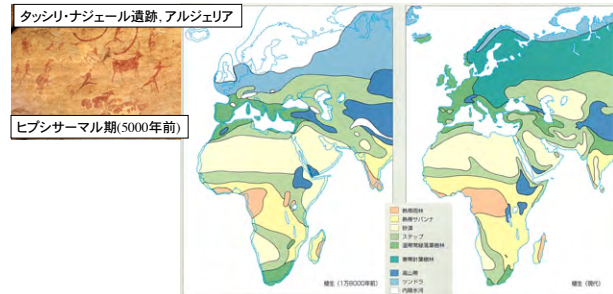 タッシリ・ナジェール遺跡，アルジェリア
ヒプシサーマル期(5000年前)
熱帯雨林
熱帯サバンナ
砂漠
ステップ
温帯常緑落葉樹林
寒帯針葉樹林
高山帯
ツンドラ
内陸氷河
植生（1万8000年前）
植生（現代）